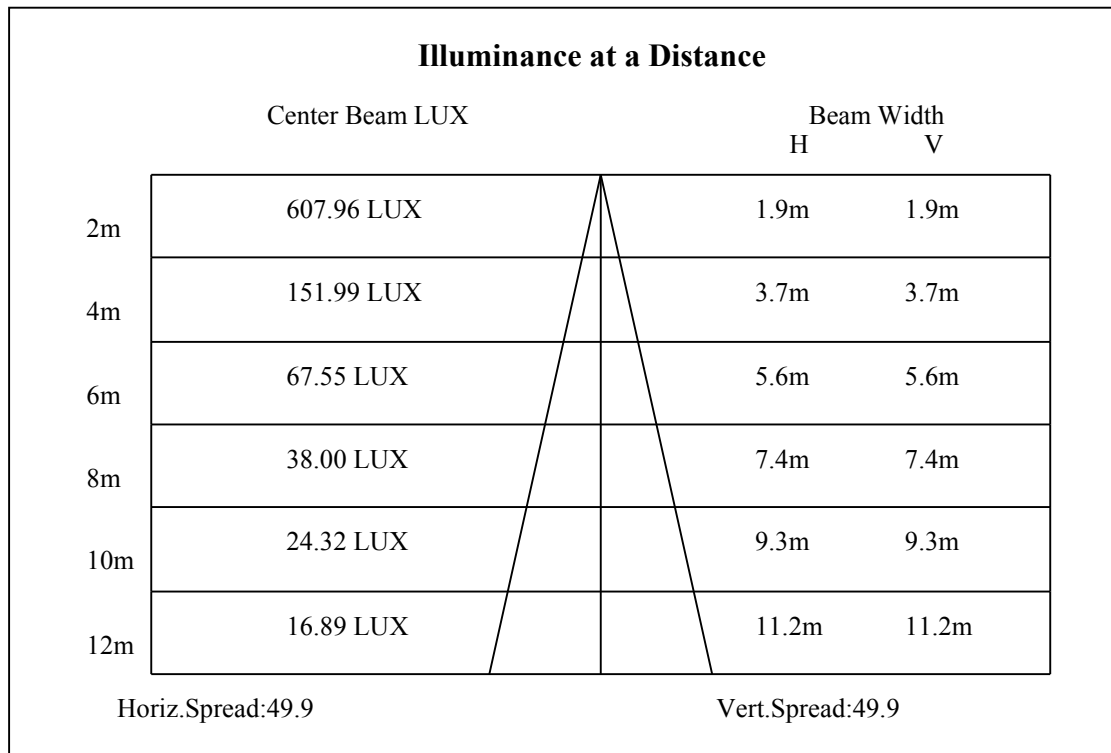 Illuminance at a Distance
Center Beam LUX Beam Width
H V
2m 607.96 LUX 1.9m 1.9m
4m 151.99 LUX 3.7m 3.7m
6m 67.55 LUX 5.6m 5.6m
8m 38.00 LUX 7.4m 7.4m
10m 24.32 LUX 9.3m 9.3m
12m 16.89 LUX 11.2m 11.2m
Horiz.Spread:49.9 Vert.Spread:49.9